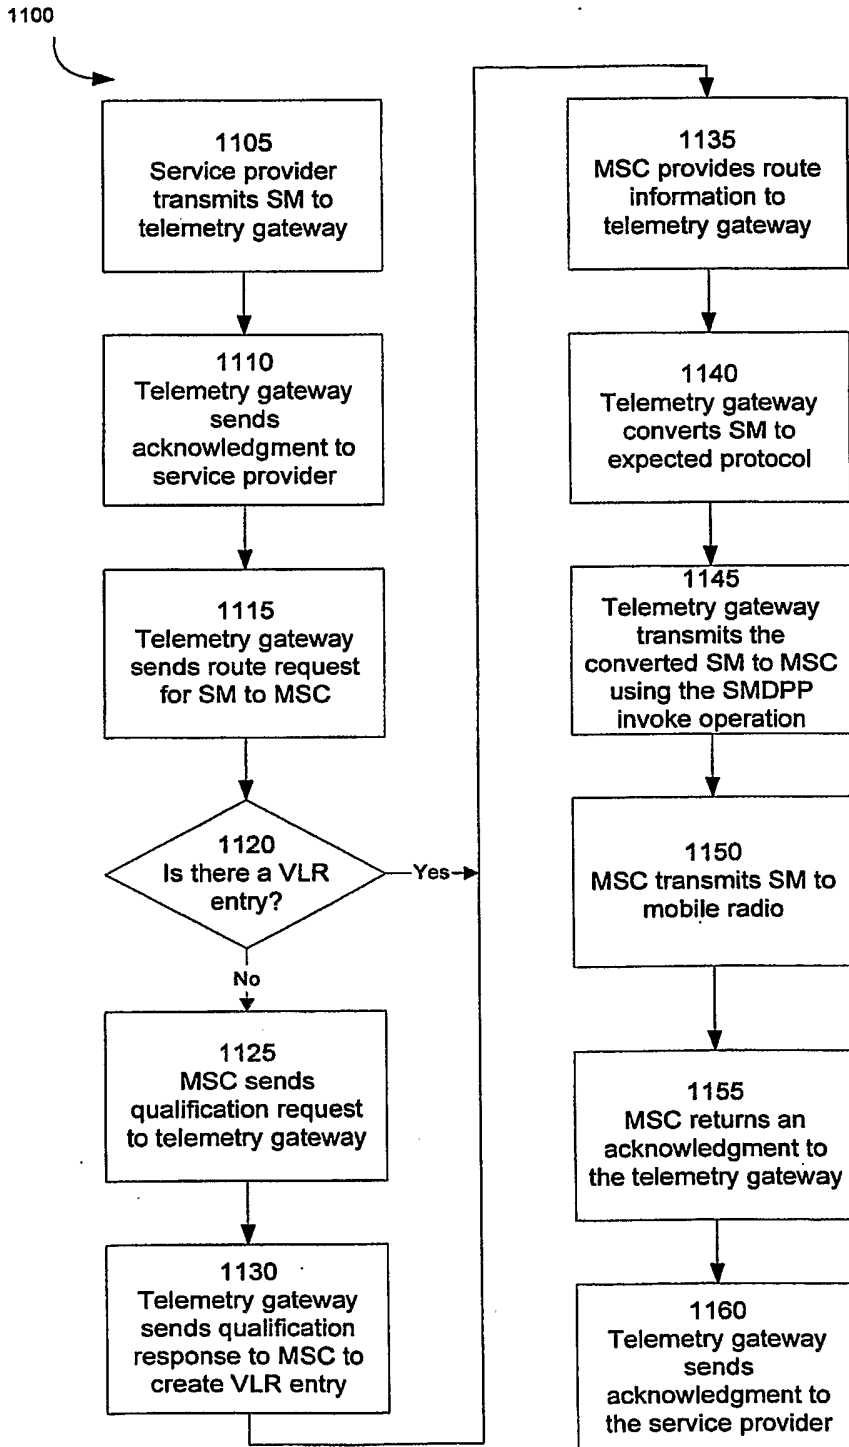 1100
1105
Service provider
transmits SM to
telemetry gateway
1110
Telemetry gateway
sends
acknowledgment to
service provider
1115
Telemetry gateway
sends route request
for SM to MSC
1120
Is there a VLR
entry?
Yes
No
1125
MSC sends
qualification request
to telemetry gateway
1130
Telemetry gateway
sends qualification
response to MSC to
create VLR entry
1135
MSC provides route
information to
telemetry gateway
1140
Telemetry gateway
converts SM to
expected protocol
1145
Telemetry gateway
transmits the
converted SM to MSC
using the SMDPP
invoke operation
1150
MSC transmits SM to
mobile radio
1155
MSC returns an
acknowledgment to
the telemetry gateway
1160
Telemetry gateway
sends
acknowledgment to
the service provider